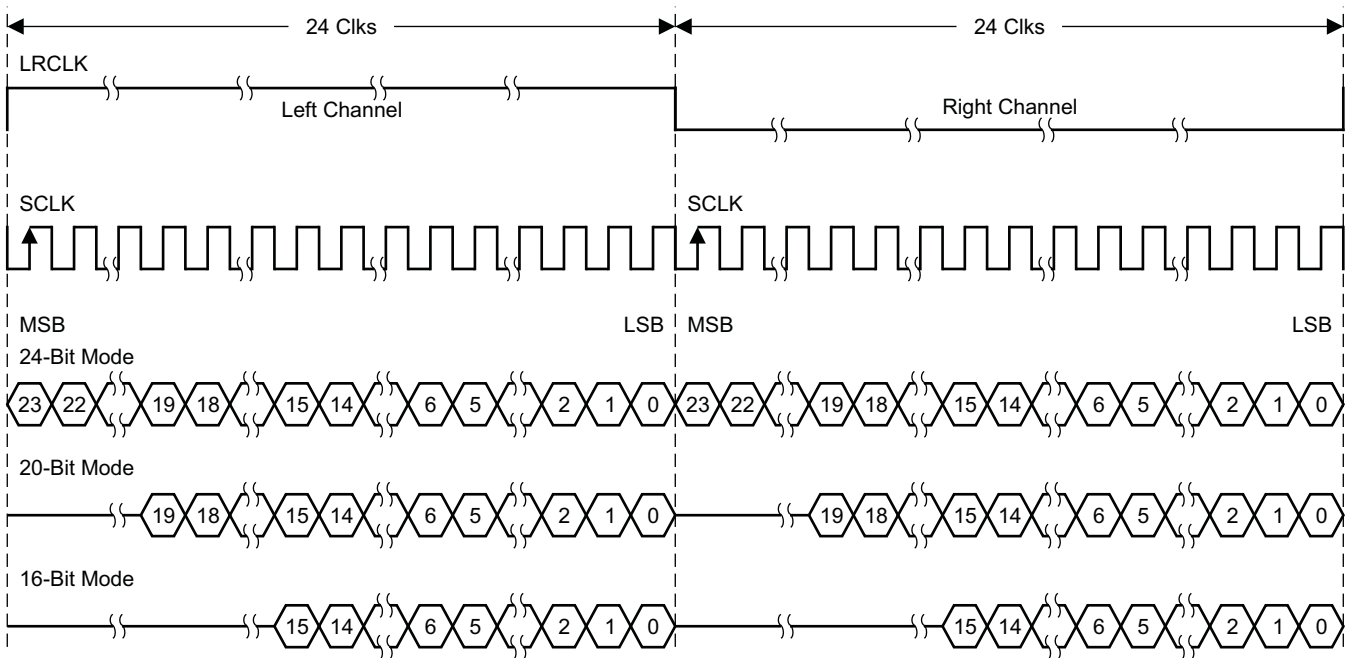 24 Clks 24 Clks
LRCLK
Left Channel Right Channel
SCLK SCLK
MSB LSB MSB LSB
24-Bit Mode
23 22 19 18 15 14 6 5 2 1 0 23 22 19 18 15 14 6 5 2 1 0
20-Bit Mode
19 18 15 14 6 5 2 1 0 19 18 15 14 6 5 2 1 0
16-Bit Mode
15 14 6 5 2 1 0 15 14 6 5 2 1 0